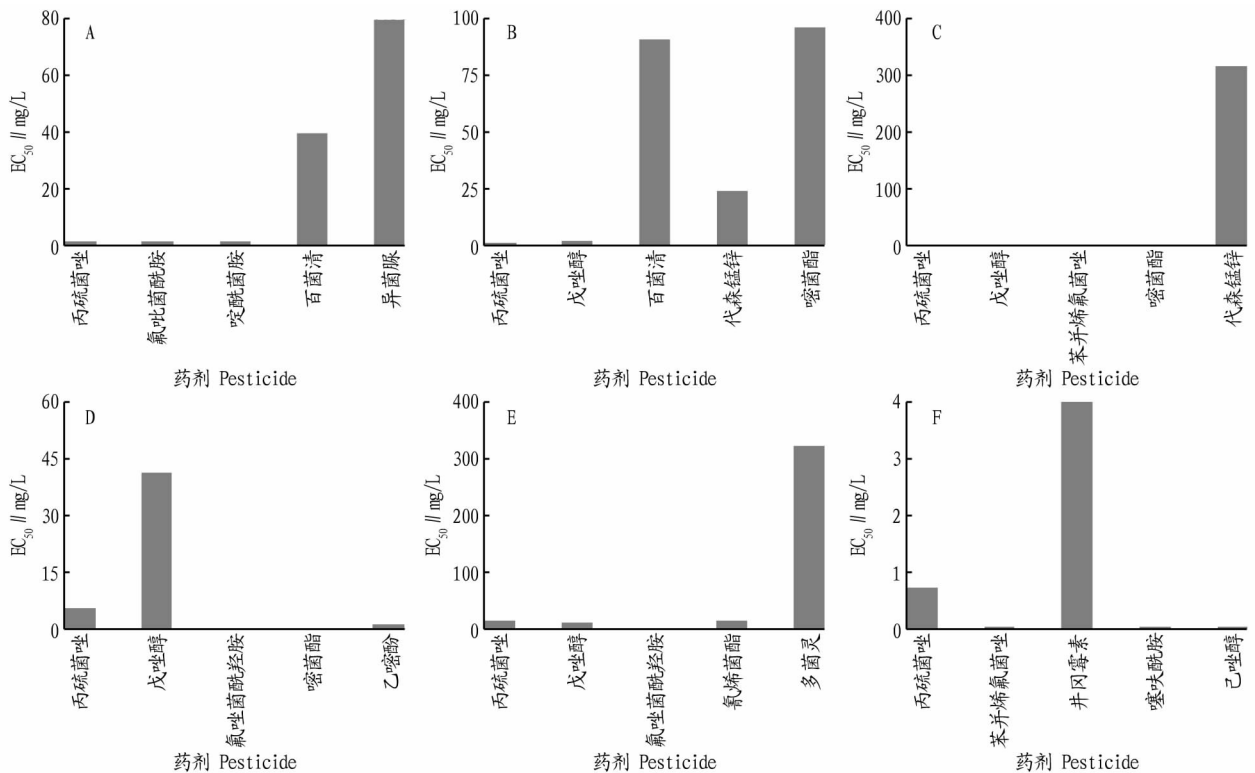 A
80
60
40
20
0
EC50 // mg/L
丙硫菌唑
氟吡菌酰胺
啶酰菌胺
百菌清
异菌脲
药剂 Pesticide
B
100
75
50
25
0
EC50 // mg/L
丙硫菌唑
戊唑醇
百菌清
代森锰锌
嘧菌酯
药剂 Pesticide
C
400
300
200
100
0
EC50 // mg/L
丙硫菌唑
戊唑醇
苯并烯氟菌唑
嘧菌酯
代森锰锌
药剂 Pesticide
D
60
45
30
15
0
EC50 // mg/L
丙硫菌唑
戊唑醇
氟唑菌酰羟胺
嘧菌酯
乙嘧酚
药剂 Pesticide
E
400
300
200
100
0
EC50 // mg/L
丙硫菌唑
戊唑醇
氟唑菌酰羟胺
氰烯菌酯
多菌灵
药剂 Pesticide
F
4
3
2
1
0
EC50 // mg/L
丙硫菌唑
苯并烯氟菌唑
井冈霉素
噻呋酰胺
己唑醇
药剂 Pesticide